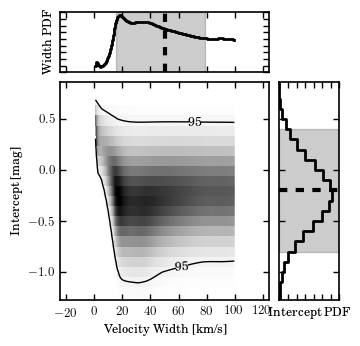 Width PDF
Intercept [mag]
0.5
0.0
−0.5
−1.0
95
95
−20 0 20 40 60 80 100 120
Velocity Width [km/s]
Intercept PDF